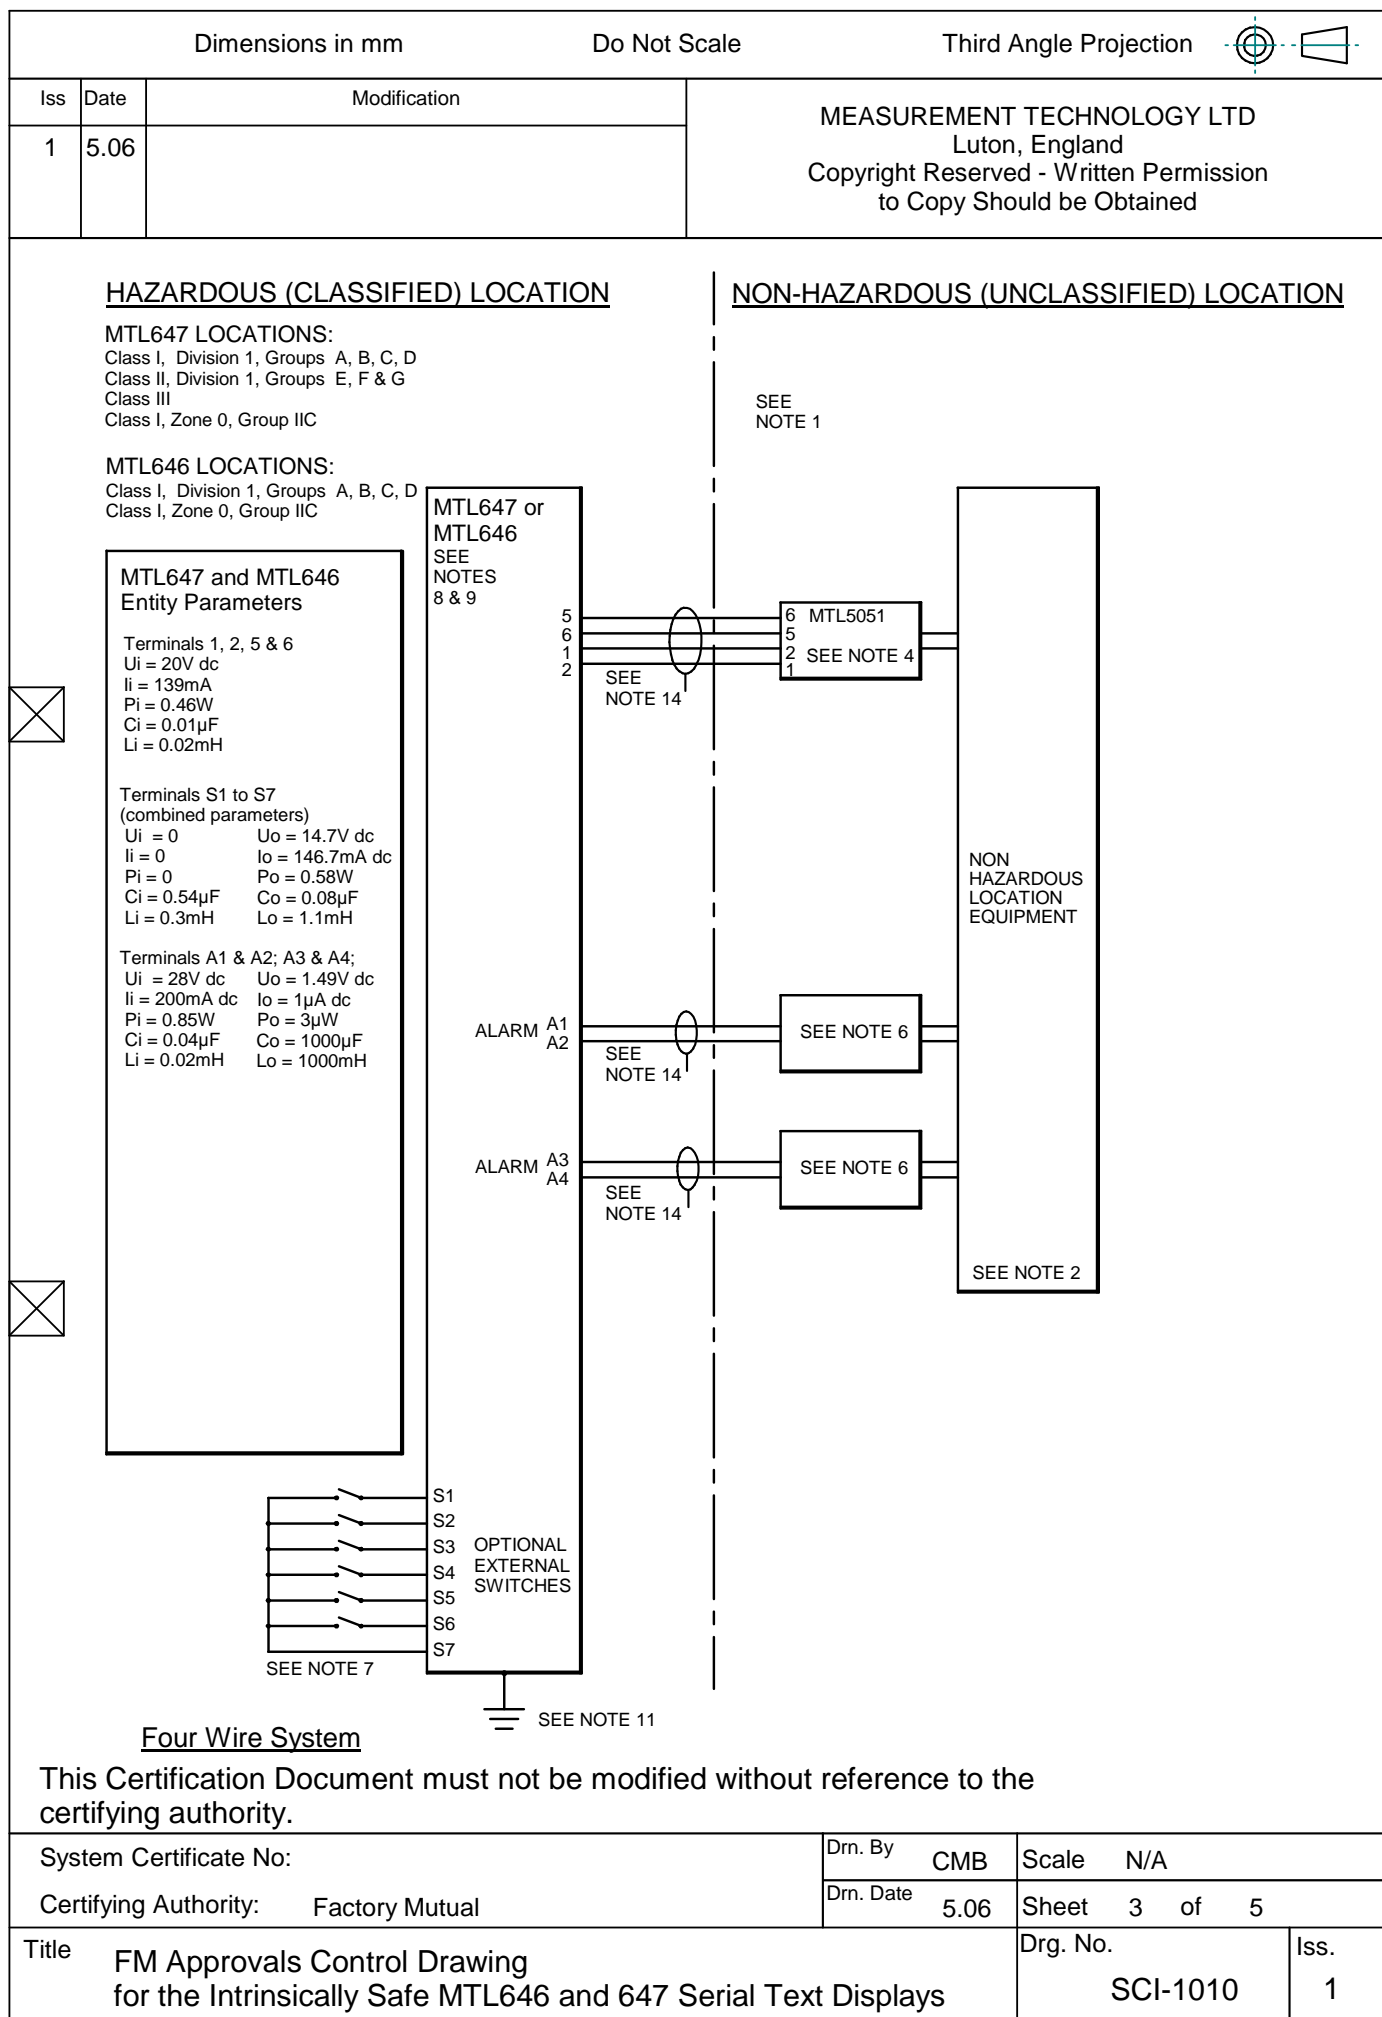 Dimensions in mm Do Not Scale Third Angle Projection
Iss Date Modification
1 5.06
MEASUREMENT TECHNOLOGY LTD
Luton, England
Copyright Reserved - Written Permission
to Copy Should be Obtained
HAZARDOUS (CLASSIFIED) LOCATION
NON-HAZARDOUS (UNCLASSIFIED) LOCATION
MTL647 LOCATIONS:
Class I, Division 1, Groups A, B, C, D
Class II, Division 1, Groups E, F & G
Class III
Class I, Zone 0, Group IIC
SEE
NOTE 1
MTL646 LOCATIONS:
Class I, Division 1, Groups A, B, C, D
Class I, Zone 0, Group IIC
MTL647 and MTL646
Entity Parameters
Terminals 1, 2, 5 & 6
Ui = 20V dc
Ii = 139mA
Pi = 0.46W
Ci = 0.01µF
Li = 0.02mH
Terminals S1 to S7
(combined parameters)
Ui = 0 Uo = 14.7V dc
Ii = 0 Io = 146.7mA dc
Pi = 0 Po = 0.58W
Ci = 0.54µF Co = 0.08µF
Li = 0.3mH Lo = 1.1mH
Terminals A1 & A2; A3 & A4;
Ui = 28V dc Uo = 1.49V dc
Ii = 200mA dc Io = 1µA dc
Pi = 0.85W Po = 3µW
Ci = 0.04µF Co = 1000µF
Li = 0.02mH Lo = 1000mH
MTL647 or
MTL646
SEE
NOTES
8 & 9
5
6
1
2
SEE
NOTE 14
6 MTL5051
5
2 SEE NOTE 4
1
NON
HAZARDOUS
LOCATION
EQUIPMENT
ALARM A1
A2
SEE
NOTE 14
SEE NOTE 6
ALARM A3
A4
SEE
NOTE 14
SEE NOTE 6
SEE NOTE 2
S1
S2
S3
S4
S5
S6
S7
OPTIONAL
EXTERNAL
SWITCHES
SEE NOTE 7
SEE NOTE 11
Four Wire System
This Certification Document must not be modified without reference to the
certifying authority.
System Certificate No:
Certifying Authority: Factory Mutual
Drn. By CMB
Drn. Date 5.06
Scale N/A
Sheet 3 of 5
Title FM Approvals Control Drawing
for the Intrinsically Safe MTL646 and 647 Serial Text Displays
Drg. No.
SCI-1010
Iss.
1